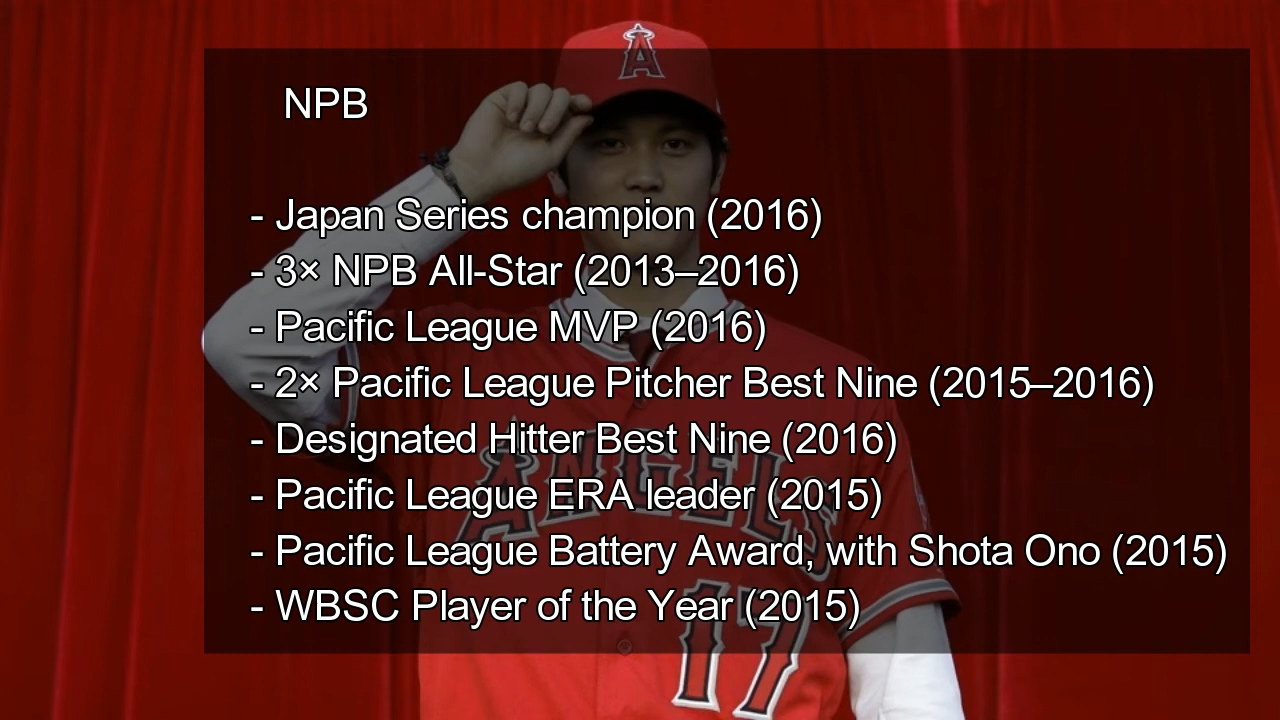 A
NPB
- Japan Series champion (2016)
- 3× NPB All-Star (2013–2016)
- Pacific League MVP (2016)
- 2× Pacific League Pitcher Best Nine (2015–2016)
- Designated Hitter Best Nine (2016)
- Pacific League ERA leader (2015)
- Pacific League Battery Award, with Shota Ono (2015)
- WBSC Player of the Year (2015)
ANGELS
17